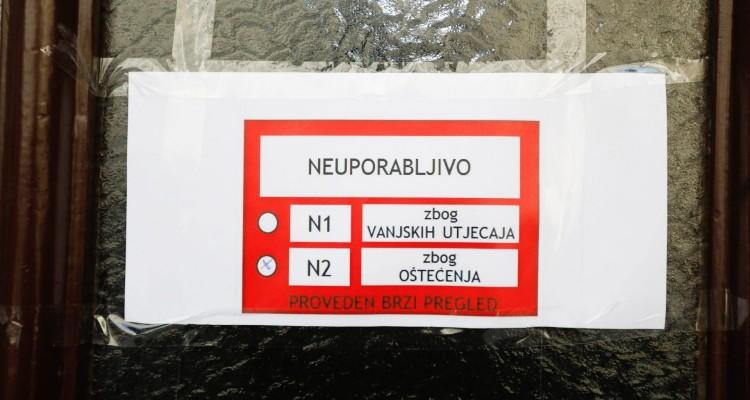 NEUPORABLJIVO
N1
zbog
VANJSKIH UTJECAJA
N2
zbog
OŠTEĆENJA
PROVEDEN BRZI PREGLED